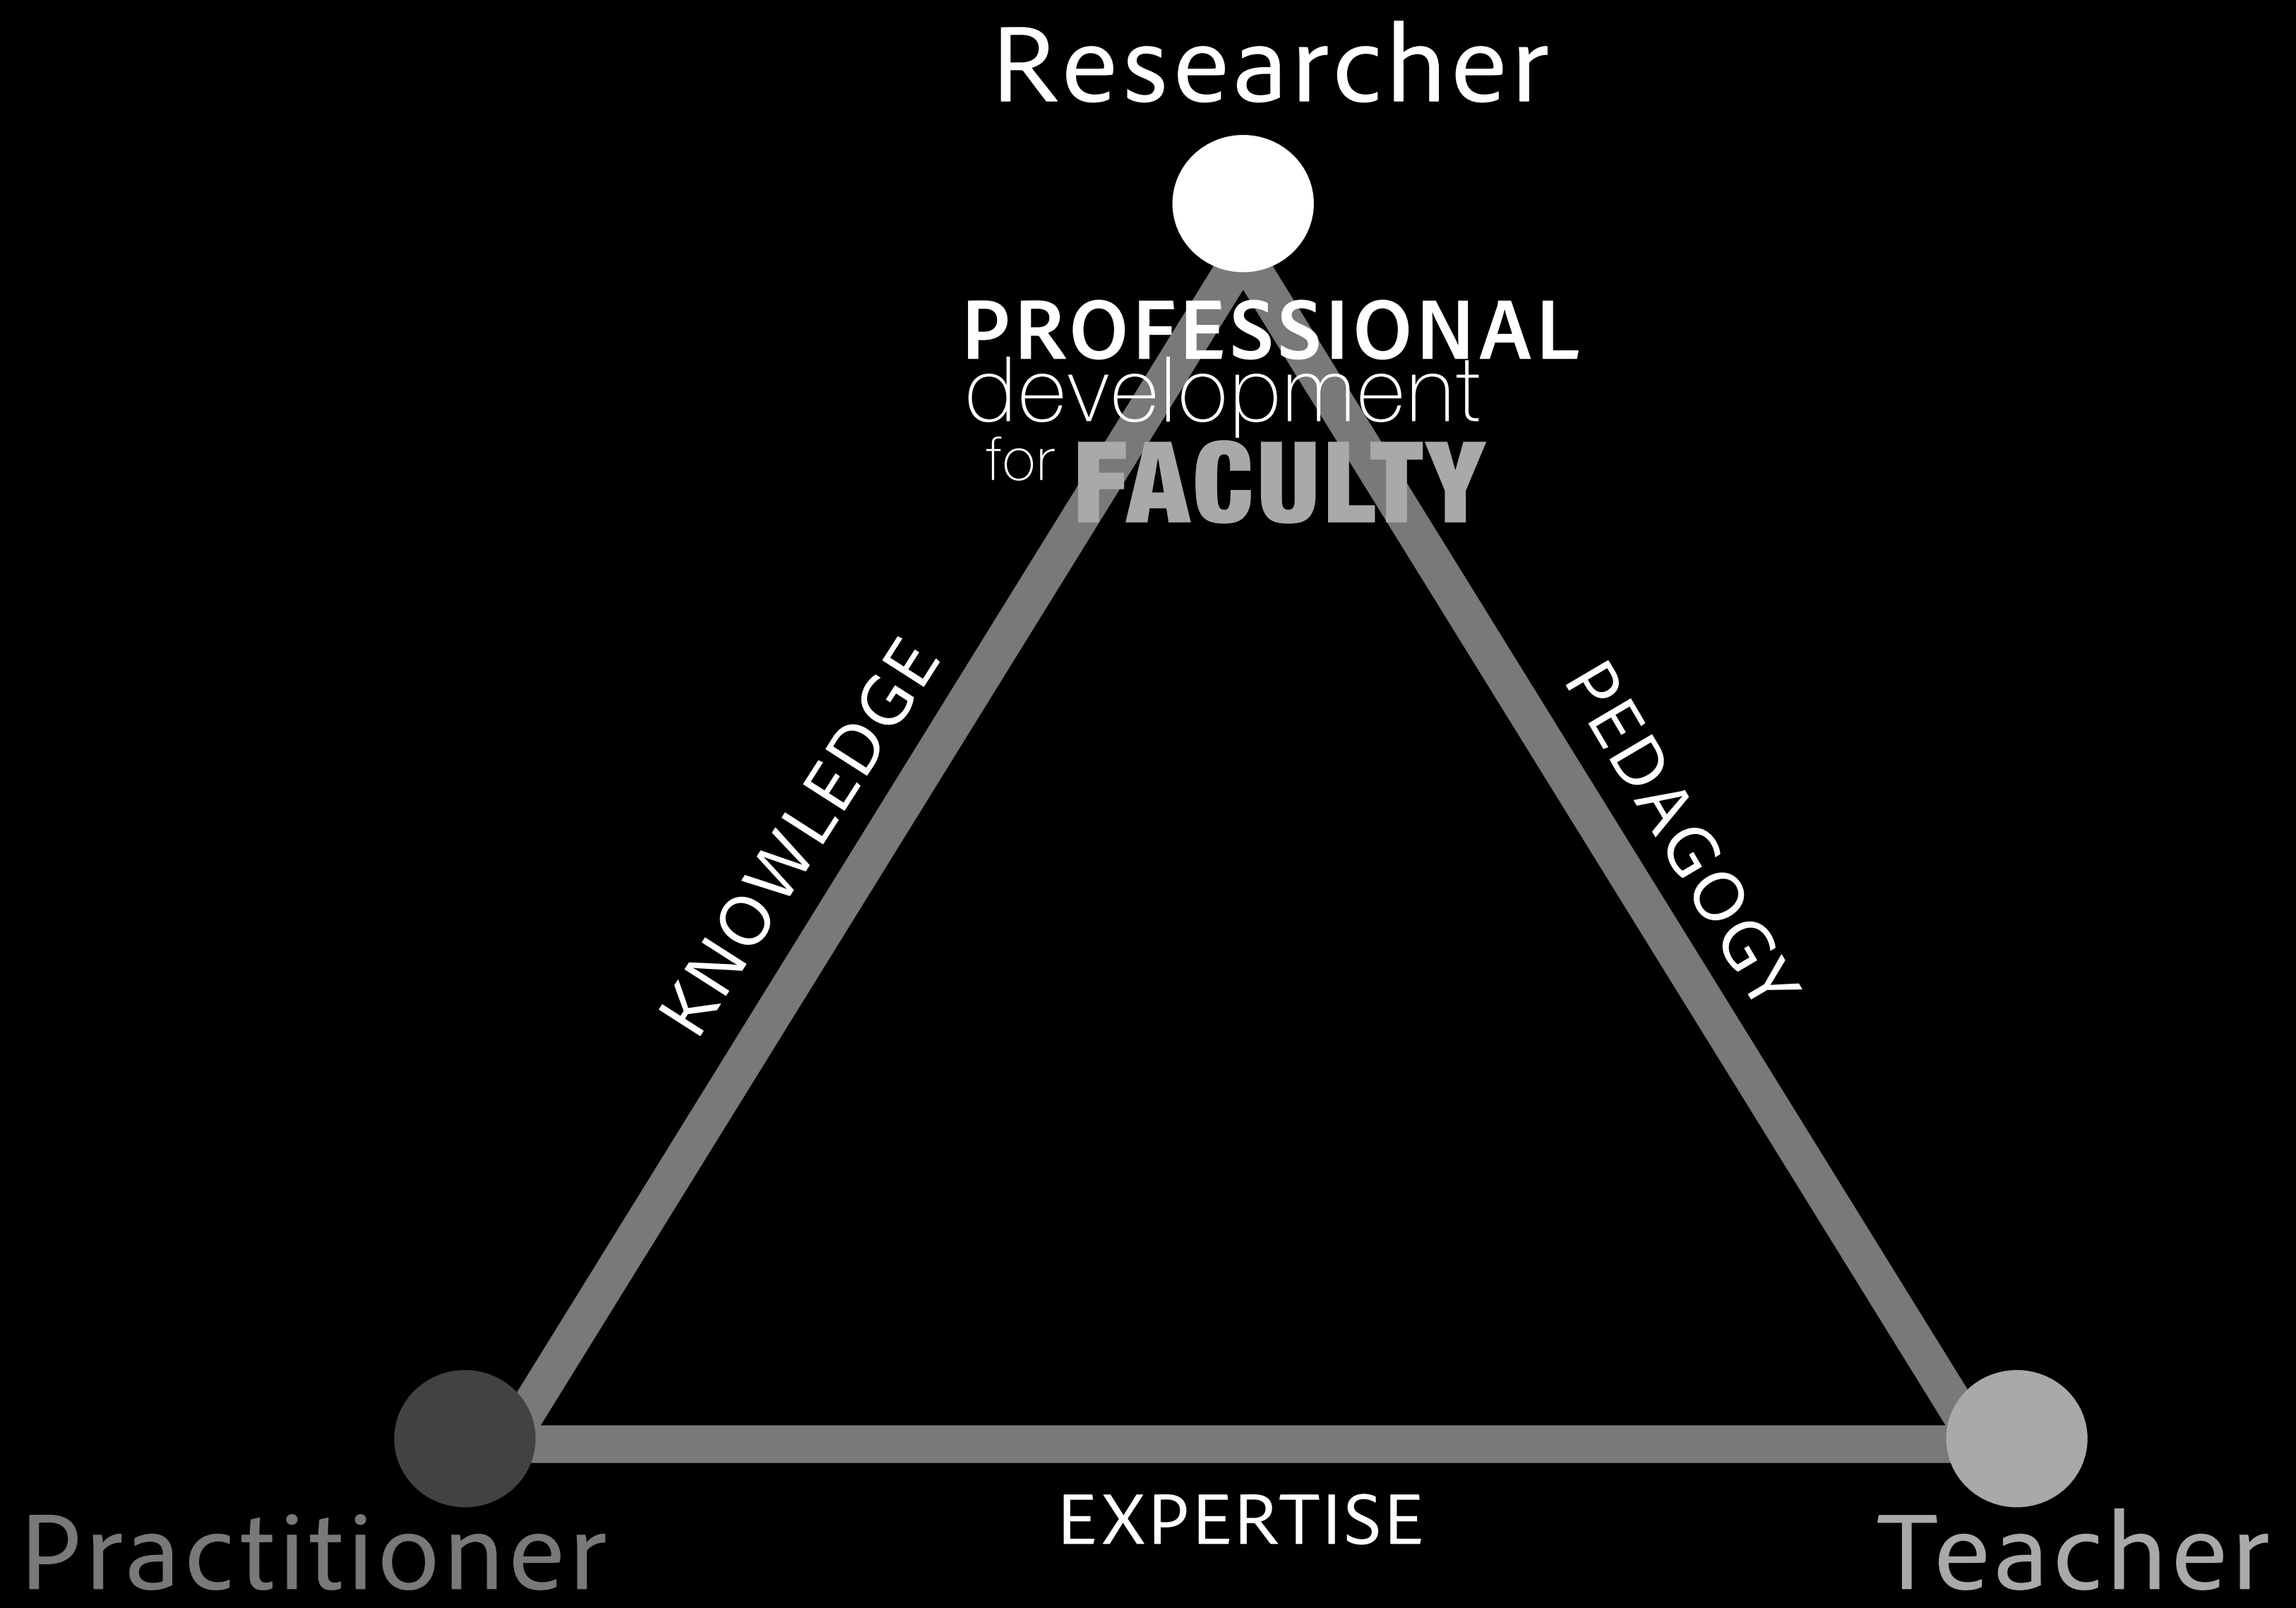 Researcher
PROFESSIONAL
development
for FACULTY
KNOWLEDGE
PEDAGOGY
EXPERTISE
Practitioner
Teacher